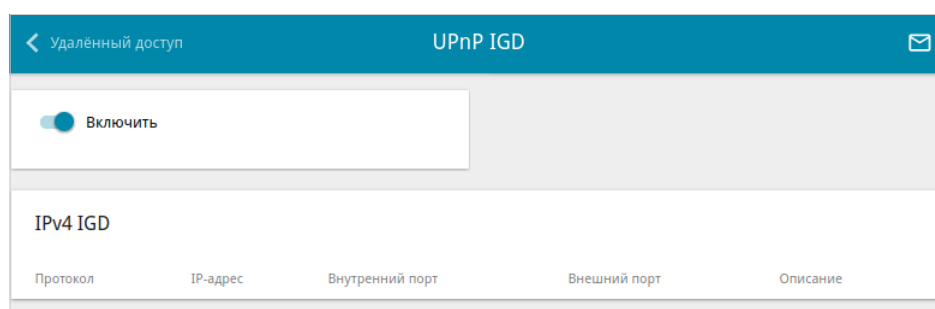 Удалённый доступ UPnP IGD
Включить
IPv4 IGD
Протокол IP-адрес Внутренний порт Внешний порт Описание